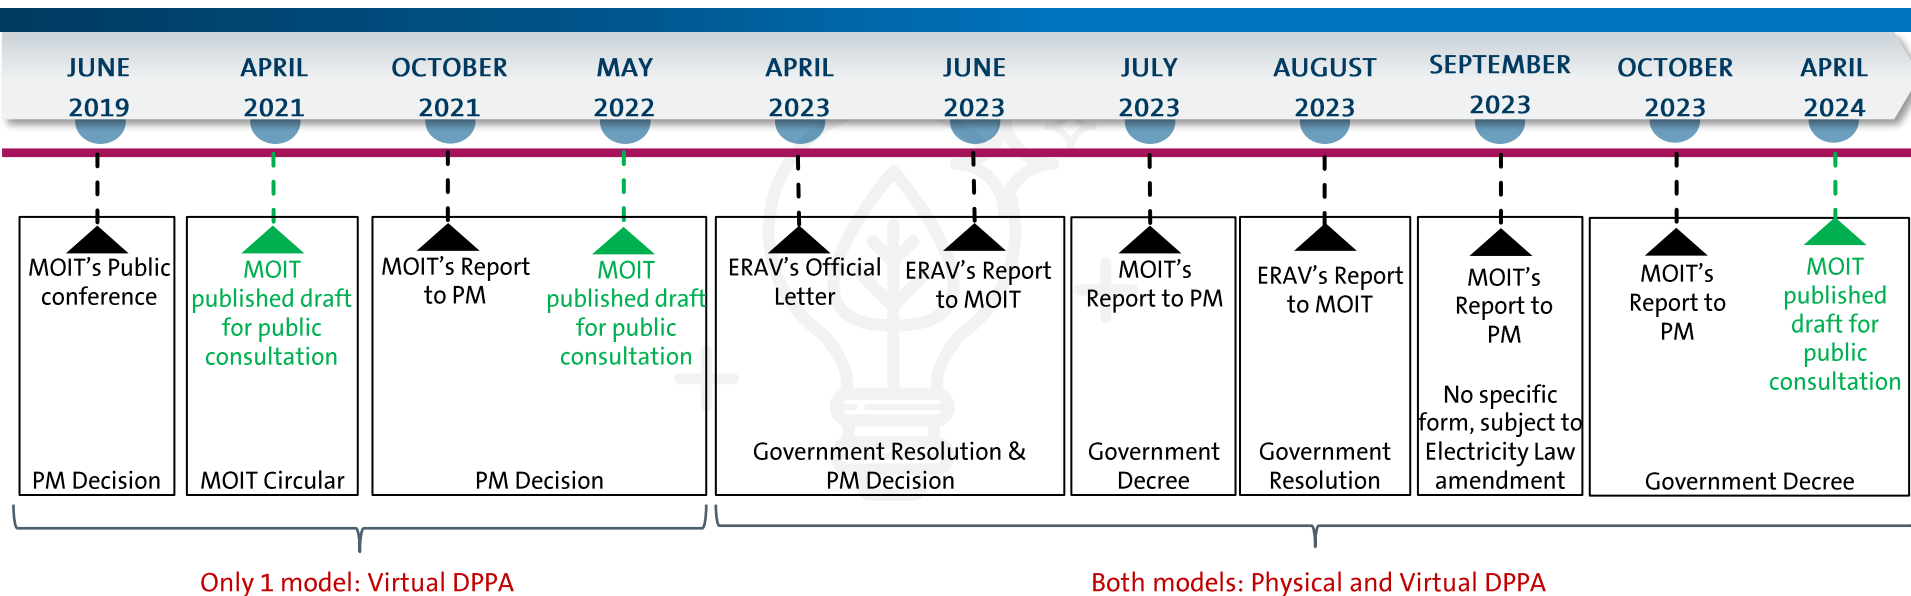 JUNE
2019
APRIL
2021
OCTOBER
2021
MAY
2022
APRIL
2023
JUNE
2023
JULY
2023
AUGUST
2023
SEPTEMBER
2023
OCTOBER
2023
APRIL
2024
MOIT's Public
conference
PM Decision
MOIT
published draft
for public
consultation
MOIT Circular
MOIT's Report
to PM
MOIT
published draft
for public
consultation
PM Decision
ERAV's Official
Letter
ERAV's Report
to MOIT
Government Resolution &
PM Decision
MOIT's
Report to PM
Government
Decree
ERAV's Report
to MOIT
Government
Resolution
MOIT's
Report to
PM
No specific
form, subject to
Electricity Law
amendment
MOIT's
Report to
PM
MOIT
published
draft for
public
consultation
Government Decree
Only 1 model: Virtual DPPA
Both models: Physical and Virtual DPPA